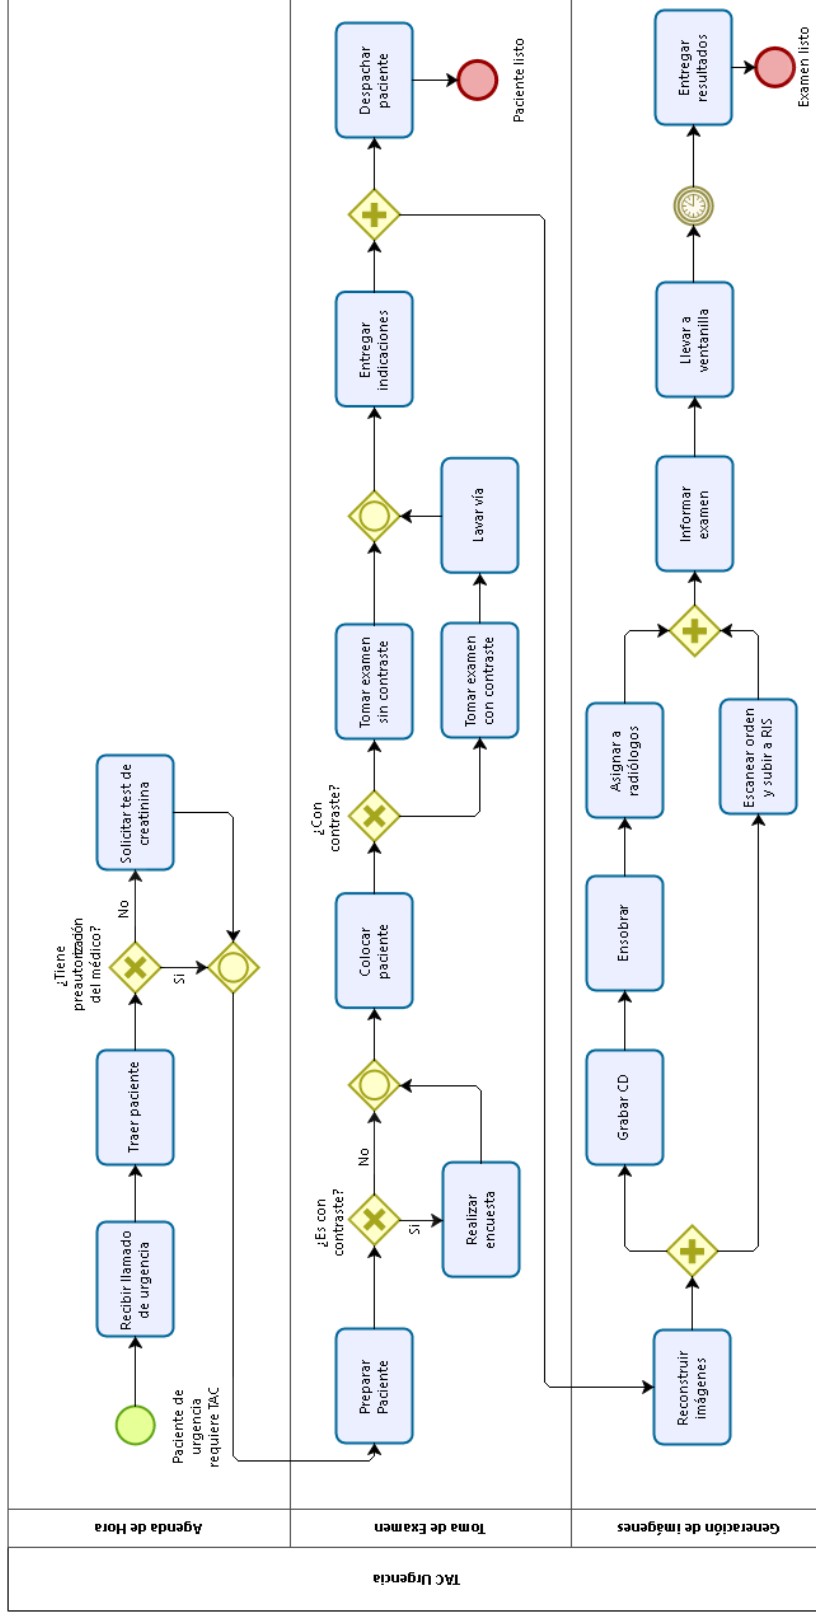 TAC Urgencia
Agenda de Hora
Paciente de
urgencia
requiere TAC
Recibir llamado
de urgencia
Traer paciente
¿Tiene
preautorización
del médico?
No
Si
Solicitar test de
creatinina
Toma de Examen
Preparar
Paciente
¿Es con
contraste?
No
Si
Realizar
encuesta
Colocar
paciente
¿Con
contraste?
Tomar examen
sin contraste
Tomar examen
con contraste
Lavar vía
Entregar
indicaciones
Despachar
paciente
Paciente listo
Generación de imágenes
Reconstruir
imágenes
Grabar CD
Ensobrar
Asignar a
radiólogos
Escanear orden
y subir a RIS
Informar
examen
Llevar a
ventanilla
Entregar
resultados
Examen listo